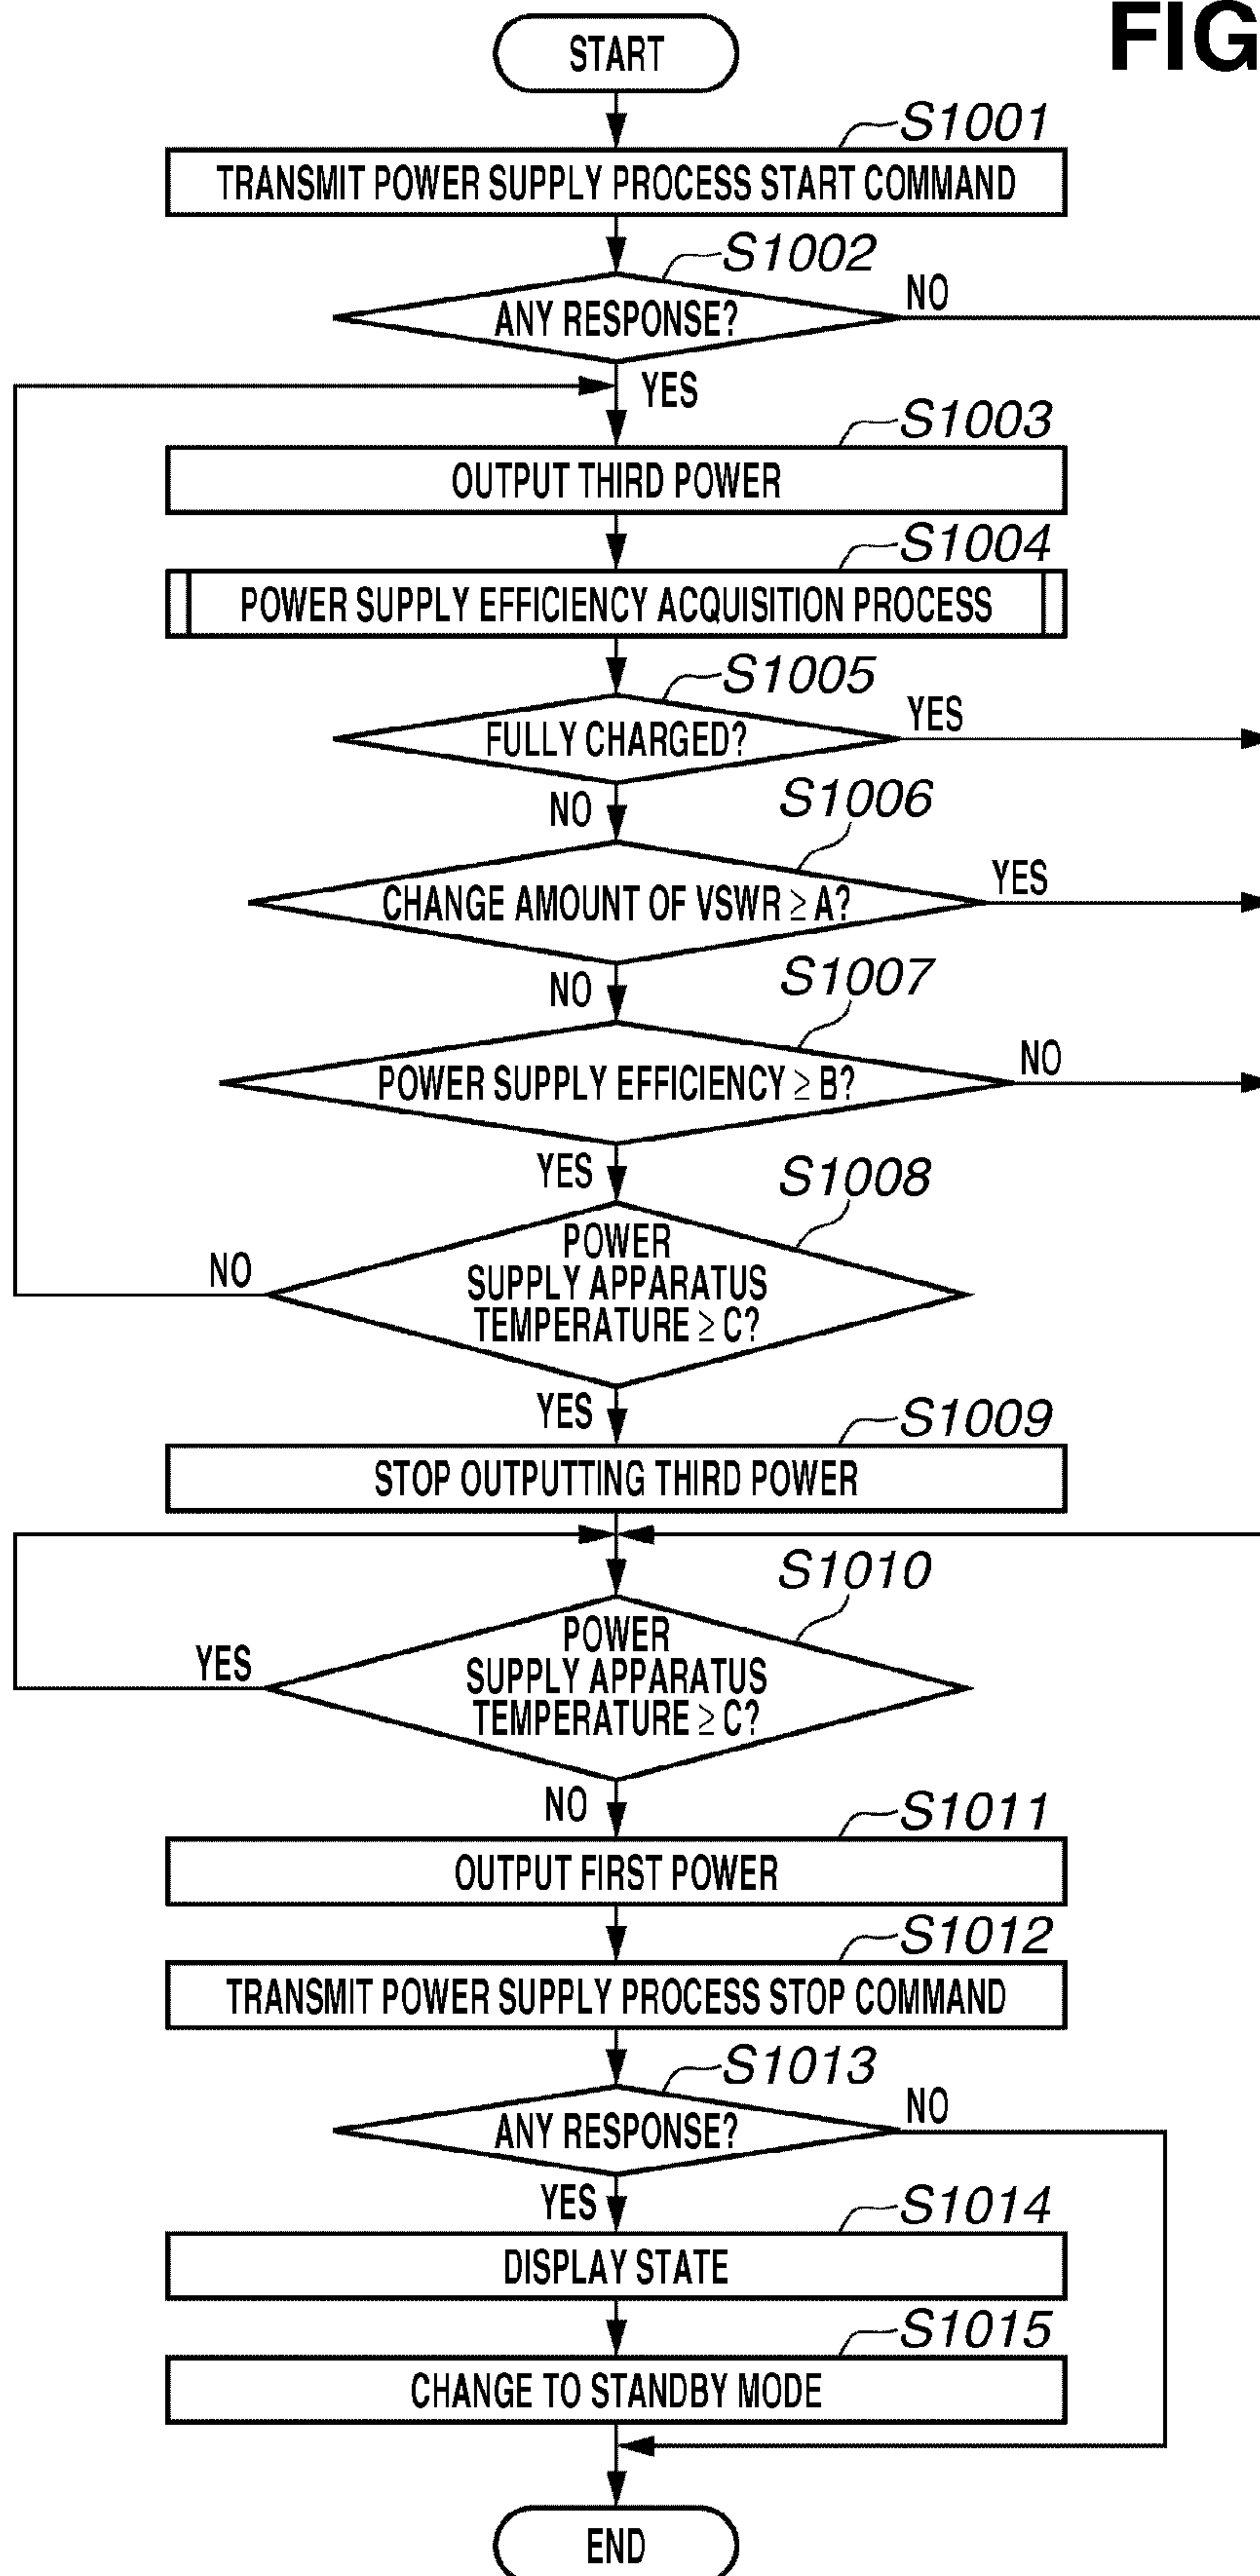 FIG
START
S1001
TRANSMIT POWER SUPPLY PROCESS START COMMAND
S1002
ANY RESPONSE?
NO
YES
S1003
OUTPUT THIRD POWER
S1004
POWER SUPPLY EFFICIENCY ACQUISITION PROCESS
S1005
FULLY CHARGED?
YES
NO
S1006
CHANGE AMOUNT OF VSWR ≥ A?
YES
NO
S1007
POWER SUPPLY EFFICIENCY ≥ B?
NO
YES
S1008
POWER
SUPPLY APPARATUS
TEMPERATURE ≥ C?
NO
YES
S1009
STOP OUTPUTTING THIRD POWER
S1010
POWER
SUPPLY APPARATUS
TEMPERATURE ≥ C?
YES
NO
S1011
OUTPUT FIRST POWER
S1012
TRANSMIT POWER SUPPLY PROCESS STOP COMMAND
S1013
ANY RESPONSE?
NO
YES
S1014
DISPLAY STATE
S1015
CHANGE TO STANDBY MODE
END